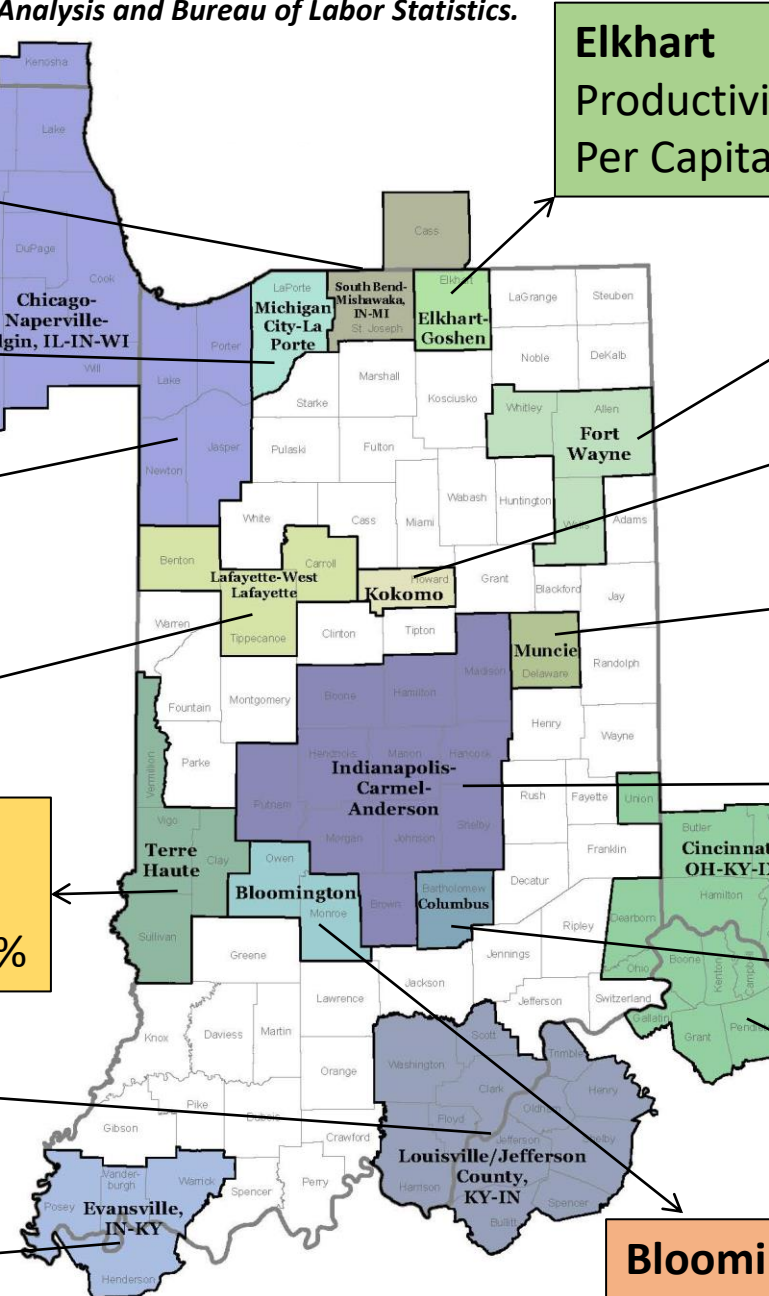 Analysis and Bureau of Labor Statistics.
Elkhart
Productivi
Per Capita
Kenosha
Lake
DuPage
Cook
Chicago-
Naperville-
lgin, IL-IN-WI
Will
Cass
LaPorte
Michigan
City-La
Porte
South Bend-
Mishawaka,
IN-MI
St. Joseph
Elkhart
Elkhart-
Goshen
LaGrange
Steuben
Porter
Lake
Noble
DeKalb
Marshall
Starke
Kosciusko
Whitley
Allen
Fort
Wayne
Jasper
Newton
Pulaski
Fulton
Wabash
Huntington
Wells
Adams
White
Cass
Miami
Benton
Carroll
Lafayette-West
Lafayette
Tippecanoe
Howard
Kokomo
Grant
Blackford
Jay
Warren
Clinton
Tipton
Madison
Muncie
Delaware
Randolph
Fountain
Montgomery
Boone
Hamilton
Henry
Wayne
Vermillion
Parke
Hendricks
Marion
Hancock
Indianapolis-
Carmel-
Anderson
Putnam
Morgan
Johnson
Shelby
Rush
Fayette
Union
Vigo
Terre
Haute
Clay
Sullivan
%
Owen
Bloomington
Monroe
Brown
Bartholomew
Columbus
Decatur
Franklin
Butler
Cincinnat
OH-KY-IN
Hamilton
Dearborn
Ripley
Ohio
Boone
Kenton
Campbell
Gallatin
Grant
Pendle
Greene
Jennings
Jackson
Lawrence
Jefferson
Switzerland
Knox
Daviess
Martin
Orange
Washington
Scott
Trimble
Clark
Henry
Oldham
Floyd
Jefferson
Shelby
Louisville/Jefferson
County,
KY-IN
Harrison
Spencer
Bullitt
Pike
Dubois
Gibson
Crawford
Perry
Spencer
Vander-
burgh
Warrick
Posey
Evansville,
IN-KY
Henderson
Bloomi